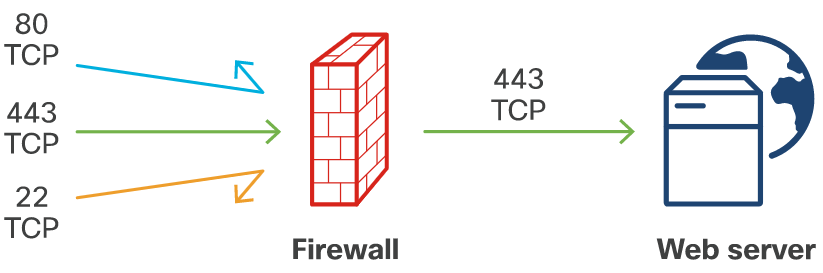 80
TCP
443
TCP
443
TCP
22
TCP
Firewall
Web server